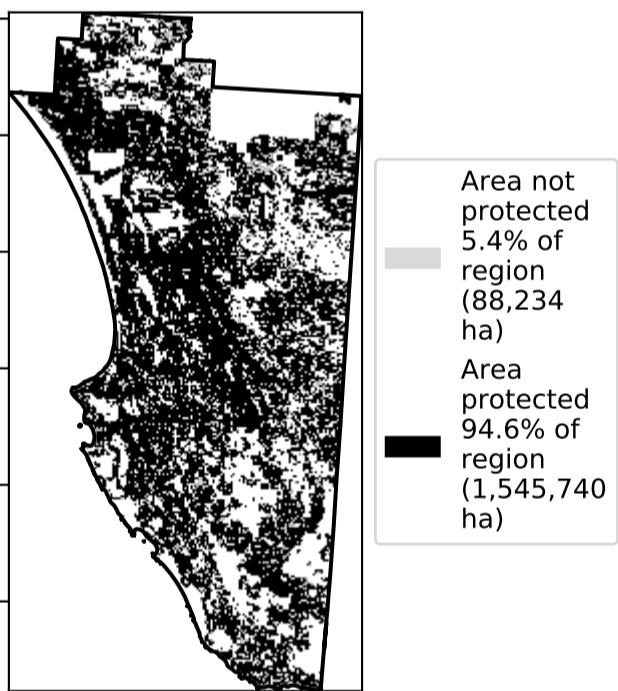 Area not
protected
5.4% of
region
(88,234
ha)
Area
protected
94.6% of
region
(1,545,740
ha)